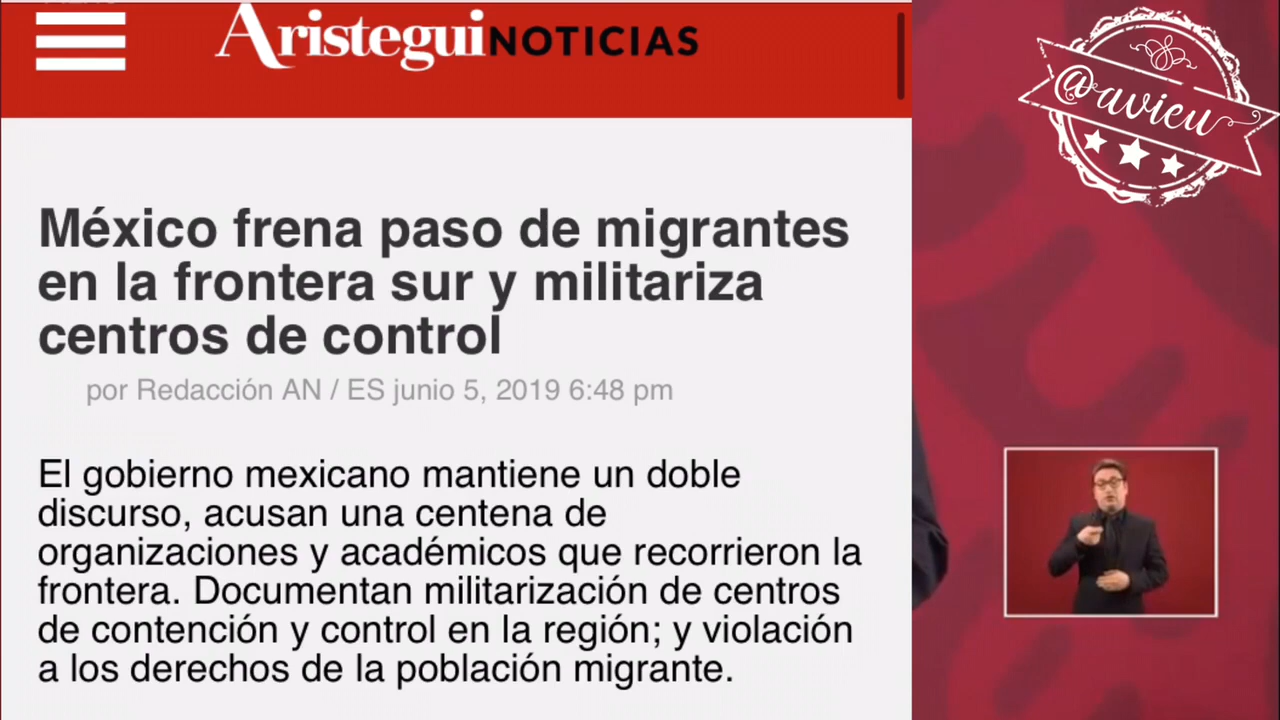 Aristegui NOTICIAS
@avieu
México frena paso de migrantes
en la frontera sur y militariza
centros de control
por Redacción AN / ES junio 5, 2019 6:48 pm
El gobierno mexicano mantiene un doble
discurso, acusan una centena de
organizaciones y académicos que recorrieron la
frontera. Documentan militarización de centros
de contención y control en la región; y violación
a los derechos de la población migrante.